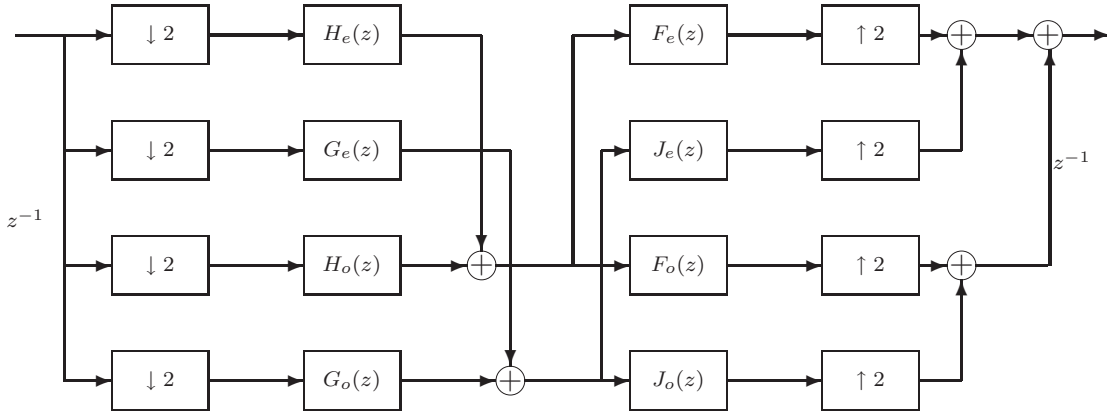 ↓ 2 H_e(z) F_e(z) ↑ 2 + +
↓ 2 G_e(z) J_e(z) ↑ 2
z^{-1}
z^{-1}
↓ 2 H_o(z) + F_o(z) ↑ 2 +
↓ 2 G_o(z) + J_o(z) ↑ 2